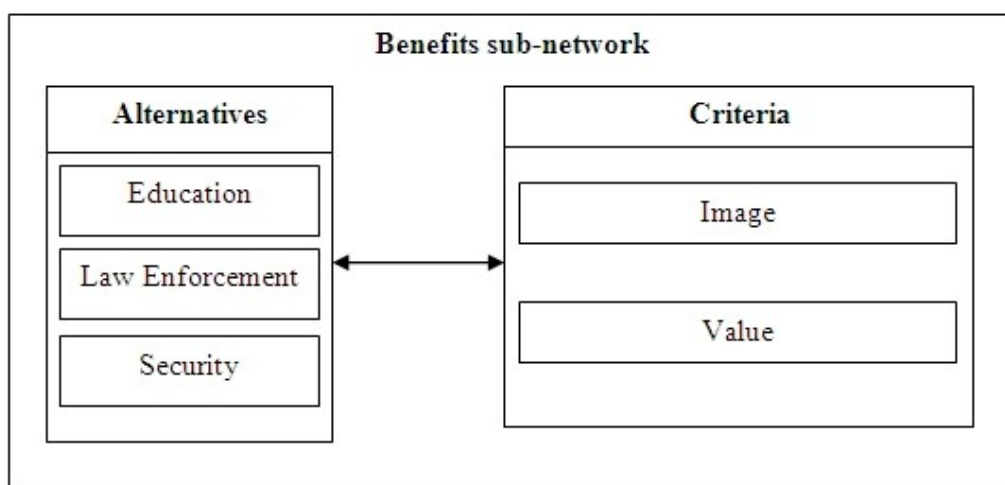 Benefits sub-network
Alternatives
Education
Law Enforcement
Security
Criteria
Image
Value